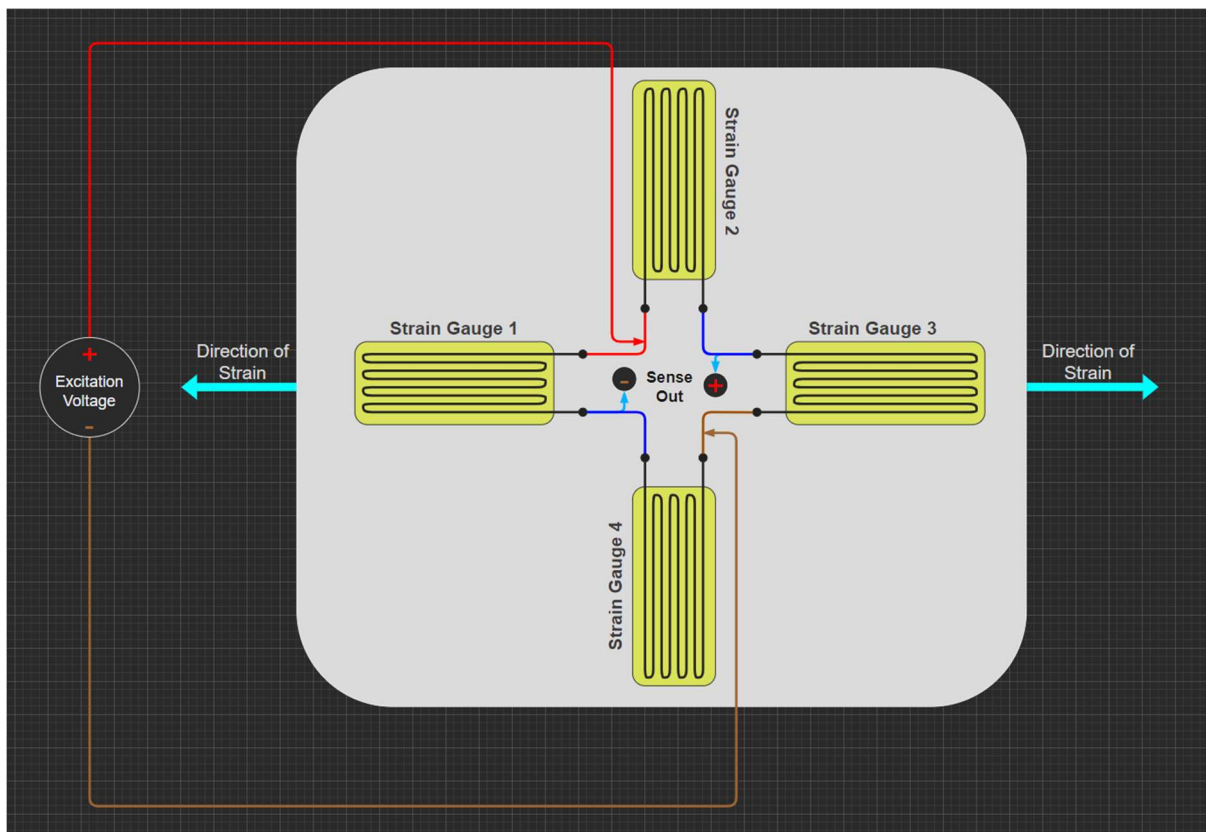 Strain Gauge 2
Strain Gauge 1
Strain Gauge 3
+
Excitation
Voltage
-
Direction of
Strain
-
Sense
Out
+
Direction of
Strain
Strain Gauge 4